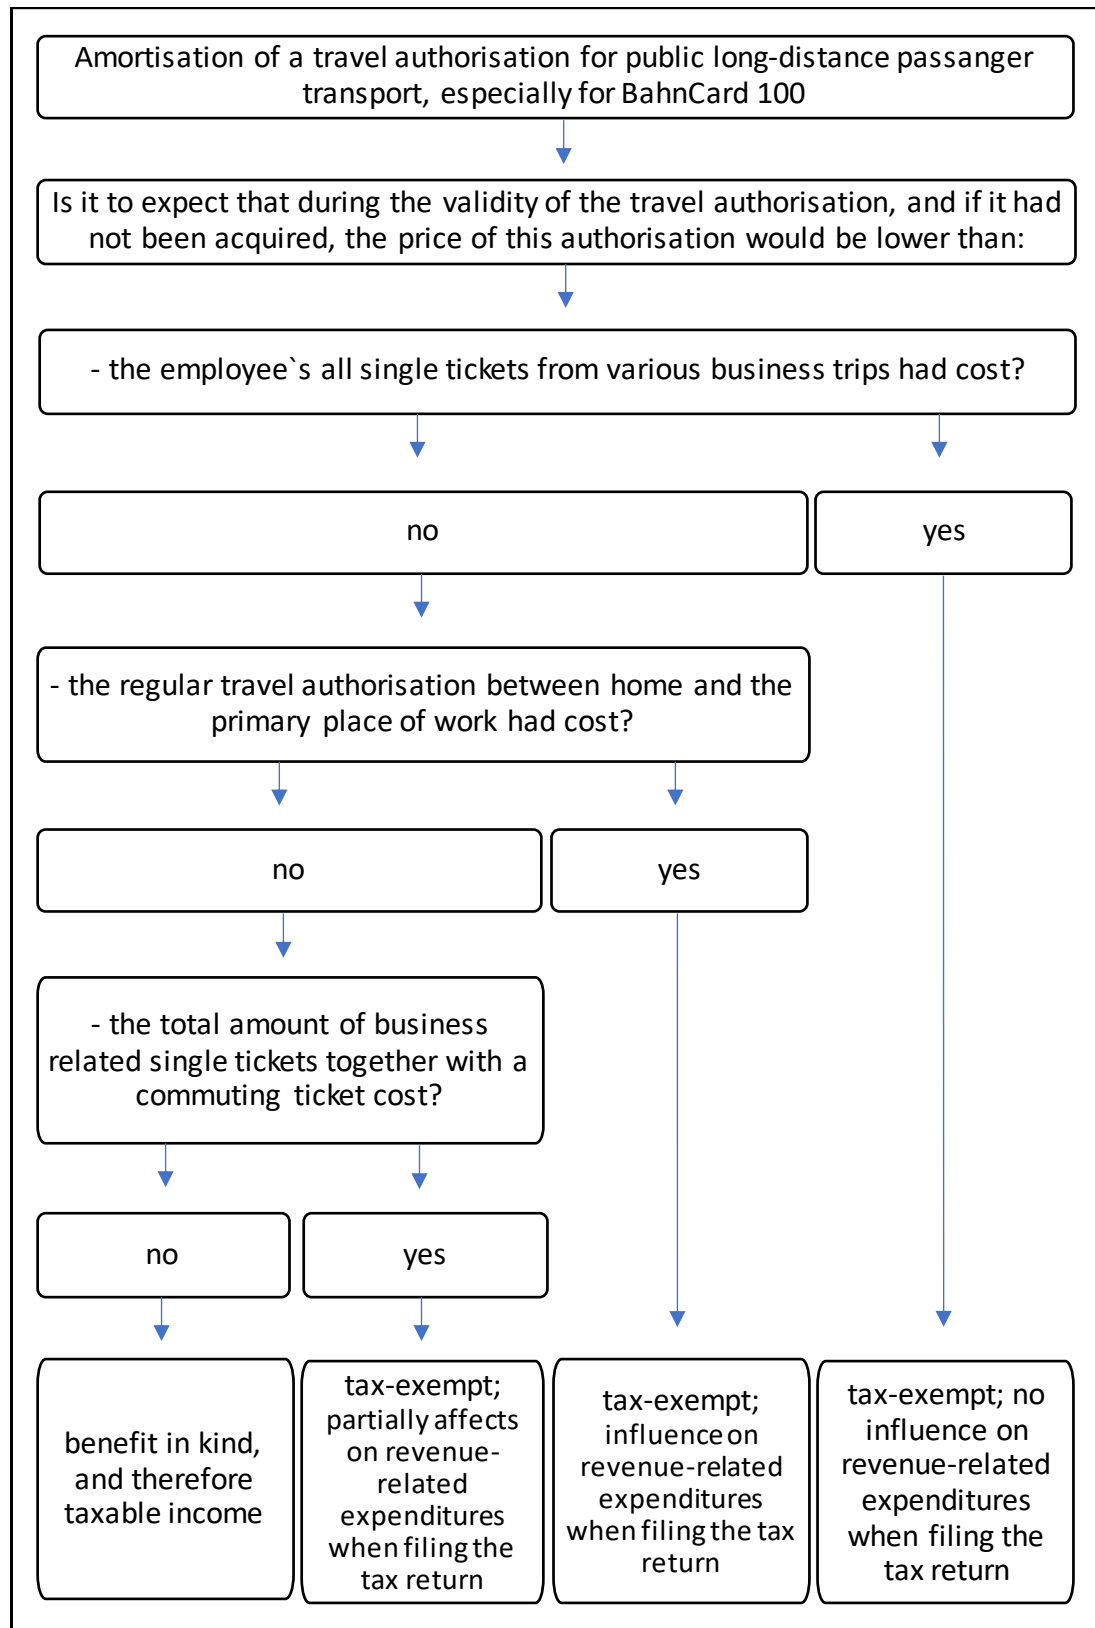 Amortisation of a travel authorisation for public long-distance passanger
transport, especially for BahnCard 100
Is it to expect that during the validity of the travel authorisation, and if it had
not been acquired, the price of this authorisation would be lower than:
- the employee`s all single tickets from various business trips had cost?
no
yes
- the regular travel authorisation between home and the
primary place of work had cost?
no
yes
- the total amount of business
related single tickets together with a
commuting ticket cost?
no
yes
benefit in kind,
and therefore
taxable income
tax-exempt;
partially affects
on revenue-
related
expenditures
when filing the
tax return
tax-exempt;
influence on
revenue-related
expenditures
when filing the tax
return
tax-exempt; no
influence on
revenue-related
expenditures
when filing the
tax return